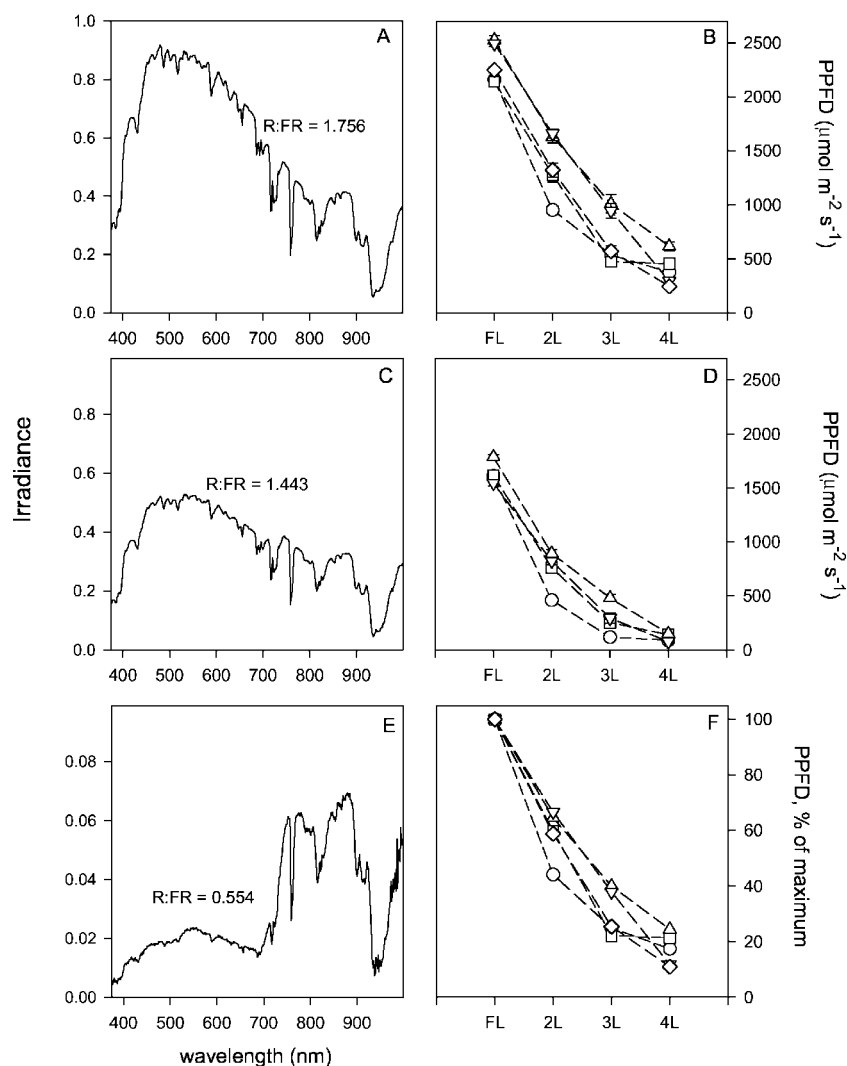 A
1.0
0.8
0.6
0.4
0.2
0.0
R:FR = 1.756
400 500 600 700 800 900
B
2500
2000
1500
1000
500
0
PPFD (μmol m⁻² s⁻¹)
FL 2L 3L 4L
C
0.8
0.6
0.4
0.2
0.0
R:FR = 1.443
400 500 600 700 800 900
Irradiance
D
2500
2000
1500
1000
500
0
PPFD (μmol m⁻² s⁻¹)
FL 2L 3L 4L
E
0.08
0.06
0.04
0.02
0.00
R:FR = 0.554
400 500 600 700 800 900
wavelength (nm)
F
100
80
60
40
20
0
PPFD, % of maximum
FL 2L 3L 4L